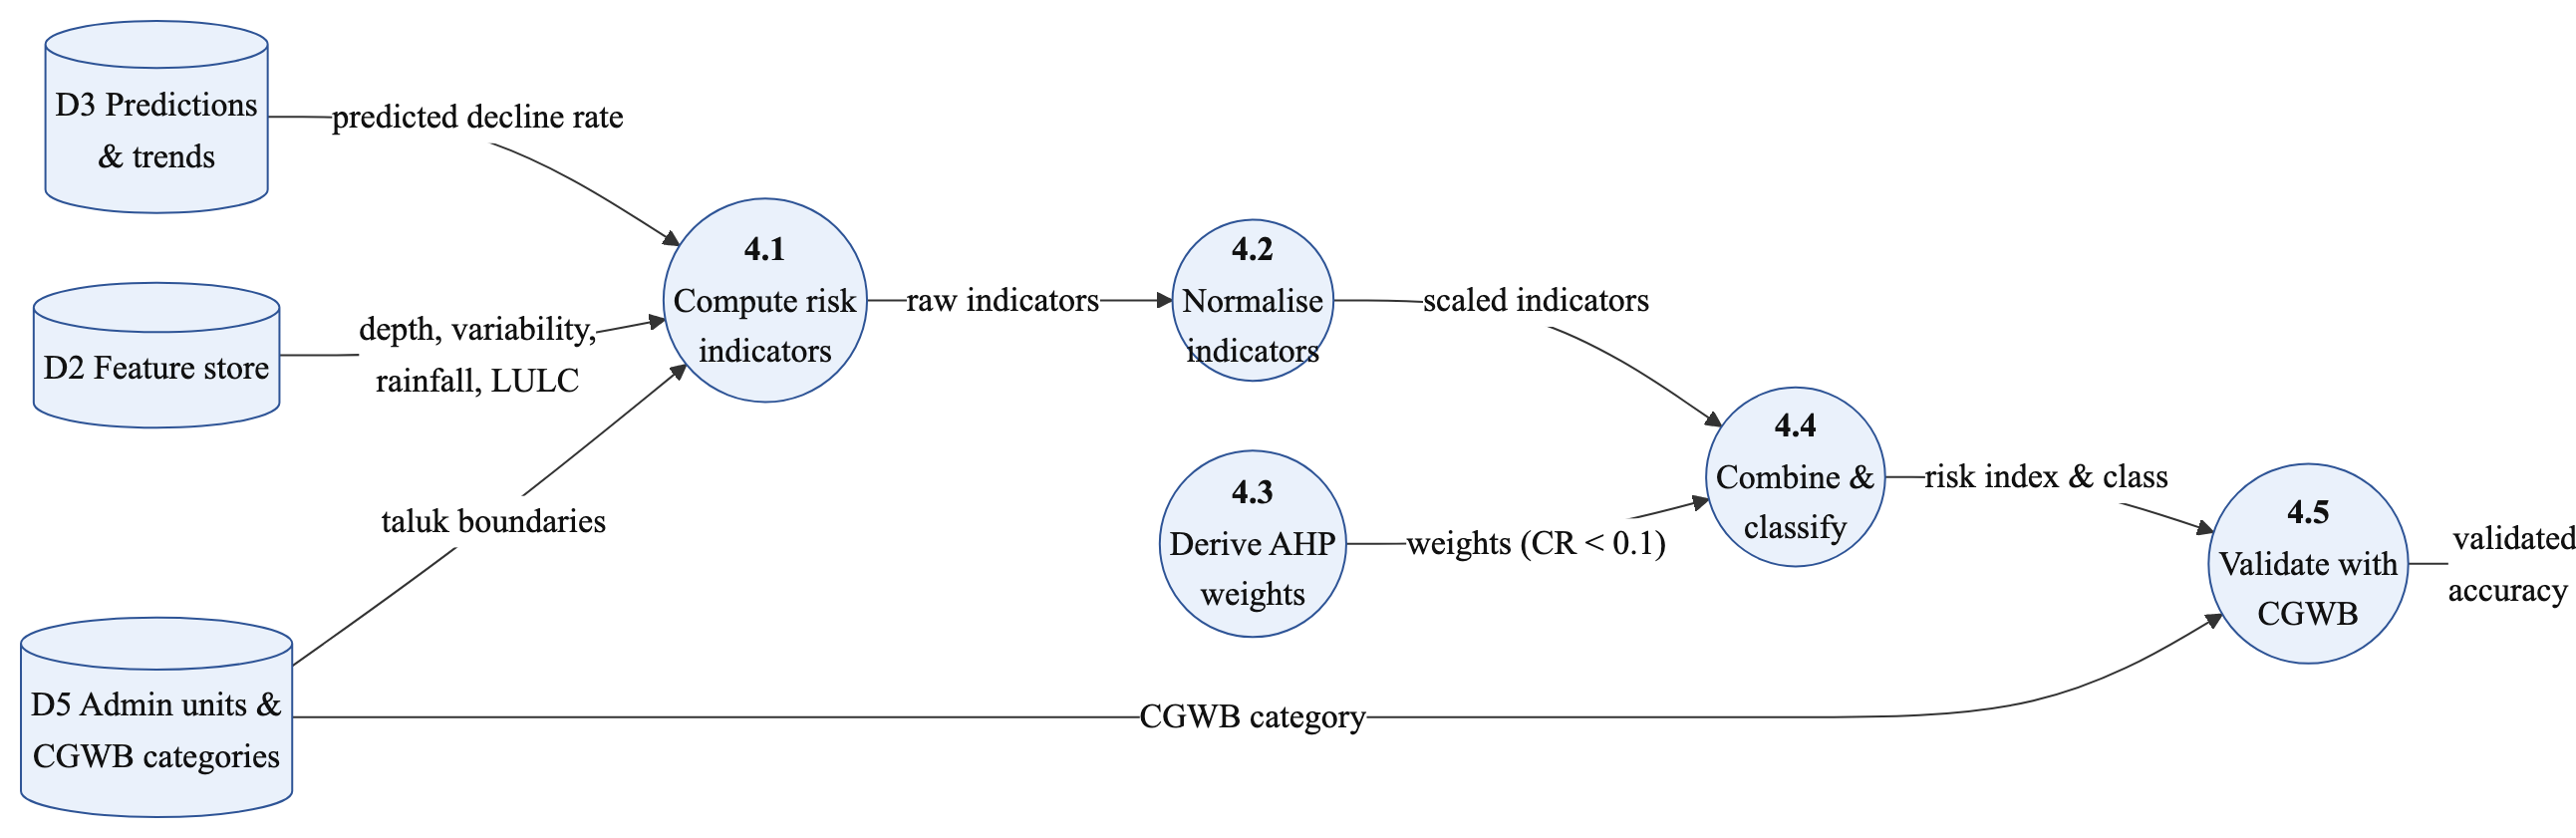 D3 Predictions
& trends
predicted decline rate
D2 Feature store
depth, variability,
rainfall, LULC
D5 Admin units &
CGWB categories
taluk boundaries
4.1
Compute risk
indicators
raw indicators
4.2
Normalise
indicators
scaled indicators
4.3
Derive AHP
weights
weights (CR < 0.1)
4.4
Combine &
classify
risk index & class
CGWB category
4.5
Validate with
CGWB
validated
accuracy